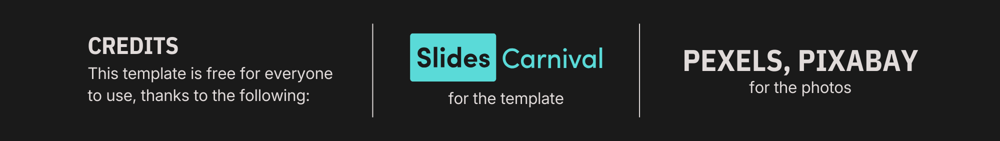 CREDITS
This template is free for everyone
to use, thanks to the following:
Slides Carnival
for the template
PEXELS, PIXABAY
for the photos